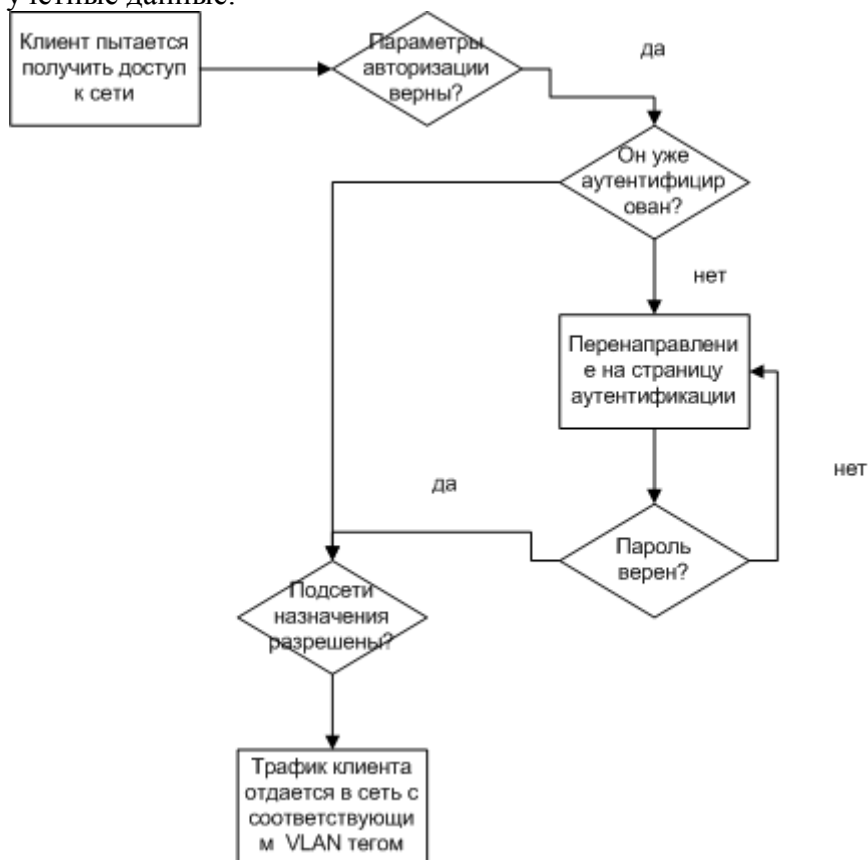 учетные данные.
Клиент пытается
получить доступ
к сети
Параметры
авторизации
верны?
да
Он уже
аутентифицир
ован?
нет
Перенаправлени
е на страницу
аутентификации
нет
да
Пароль
верен?
Подсети
назначения
разрешены?
Трафик клиента
отдается в сеть с
соответствующи
м VLAN тегом